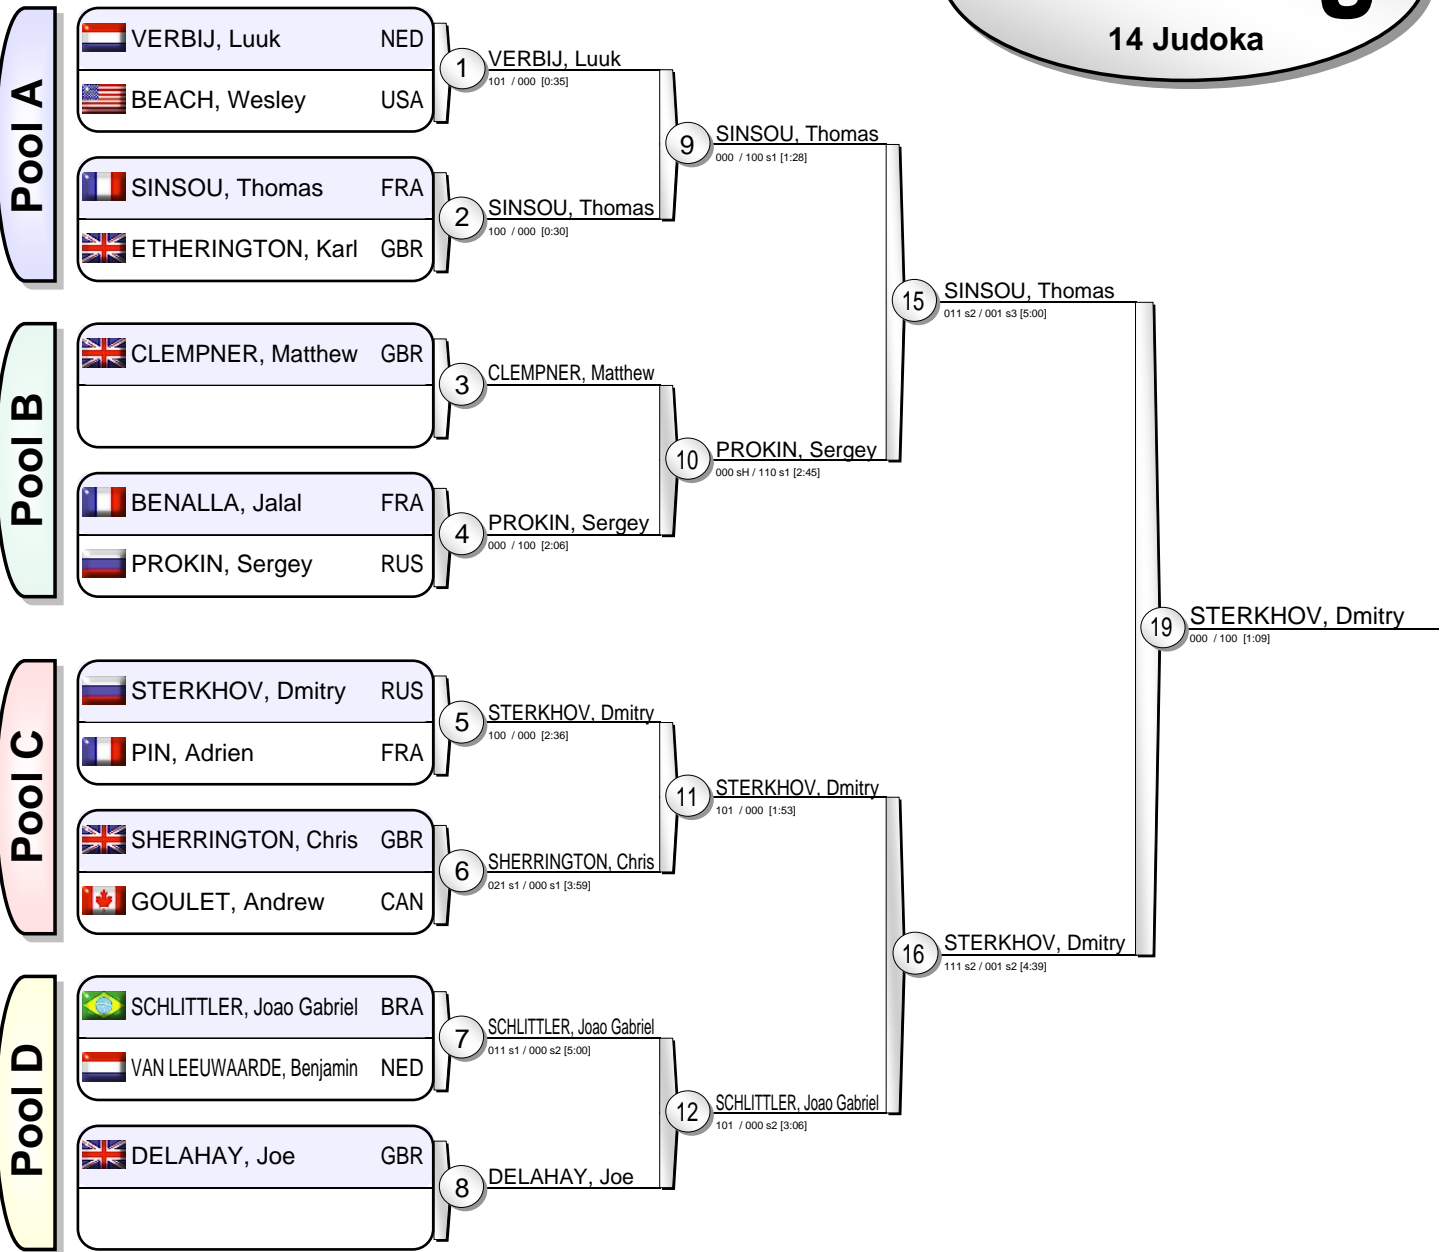 14 Judoka
Pool A
VERBIJ, Luuk NED
BEACH, Wesley USA
SINSOU, Thomas FRA
ETHERINGTON, Karl GBR
1
VERBIJ, Luuk
101 / 000 [0:35]
2
SINSOU, Thomas
100 / 000 [0:30]
9
SINSOU, Thomas
000 / 100 s1 [1:28]
Pool B
CLEMPNER, Matthew GBR
BENALLA, Jalal FRA
PROKIN, Sergey RUS
3
CLEMPNER, Matthew
4
PROKIN, Sergey
000 / 100 [2:06]
10
PROKIN, Sergey
000 sH / 110 s1 [2:45]
15
SINSOU, Thomas
011 s2 / 001 s3 [5:00]
Pool C
STERKHOV, Dmitry RUS
PIN, Adrien FRA
SHERRINGTON, Chris GBR
GOULET, Andrew CAN
5
STERKHOV, Dmitry
100 / 000 [2:36]
6
SHERRINGTON, Chris
021 s1 / 000 s1 [3:59]
11
STERKHOV, Dmitry
101 / 000 [1:53]
Pool D
SCHLITTLER, Joao Gabriel BRA
VAN LEEUWAARDE, Benjamin NED
DELAHAY, Joe GBR
7
SCHLITTLER, Joao Gabriel
011 s1 / 000 s2 [5:00]
8
DELAHAY, Joe
12
SCHLITTLER, Joao Gabriel
101 / 000 s2 [3:06]
16
STERKHOV, Dmitry
111 s2 / 001 s2 [4:39]
19
STERKHOV, Dmitry
000 / 100 [1:09]